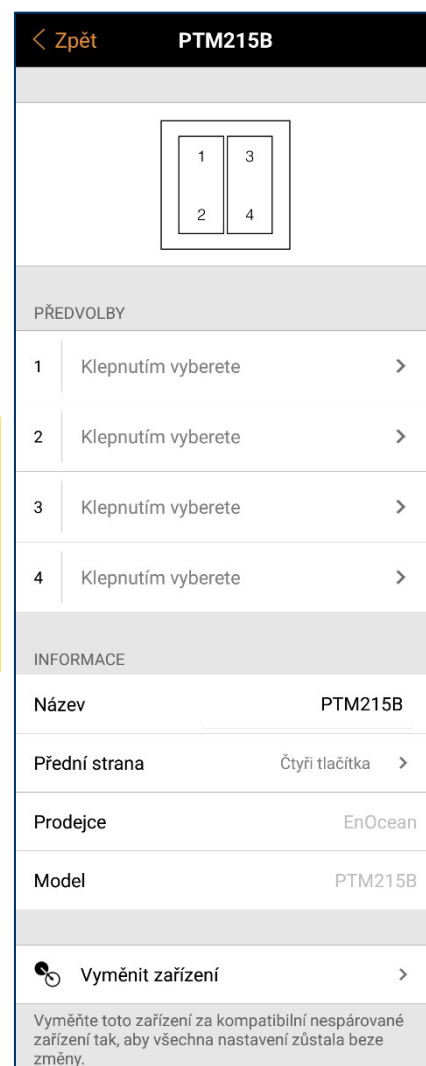 Zpět PTM215B
1 3
2 4
PŘEDVOLBY
1 Klepnutím vyberete
2 Klepnutím vyberete
3 Klepnutím vyberete
4 Klepnutím vyberete
INFORMACE
Název PTM215B
Přední strana Čtyři tlačítka
Prodejce EnOcean
Model PTM215B
Vyměnit zařízení
Vyměňte toto zařízení za kompatibilní nespárované
zařízení tak, aby všechna nastavení zůstala beze
změny.